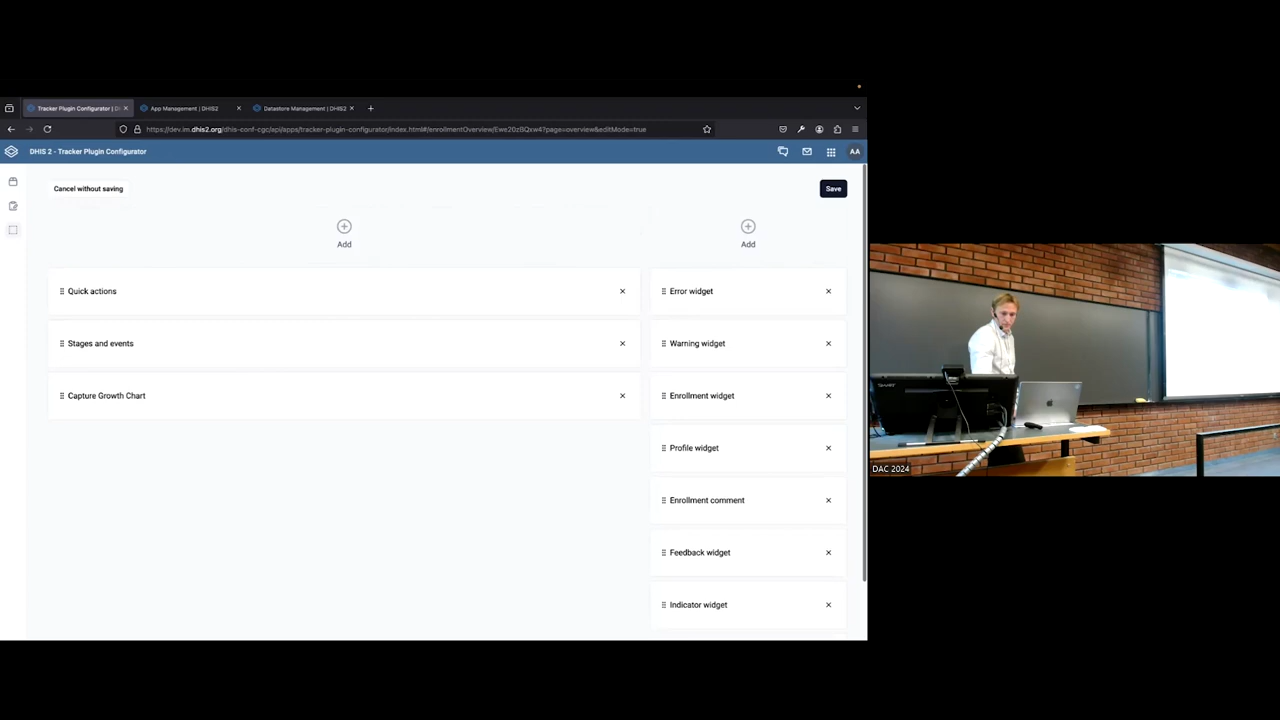 Tracker Plugin Configurator | D
App Management | DHIS2
Datastore Management | DHIS2
https://dev.im.dhis2.org/dhis-conf-cgc/api/apps/tracker-plugin-configurator/index.html#/enrollmentOverview/Ewe20zBQxw4?page=overview&editMode=true
DHIS 2 - Tracker Plugin Configurator
AA
Cancel without saving
Save
Add
Add
Quick actions
Error widget
Stages and events
Warning widget
Capture Growth Chart
Enrollment widget
Profile widget
Enrollment comment
Feedback widget
Indicator widget
DAC 2024